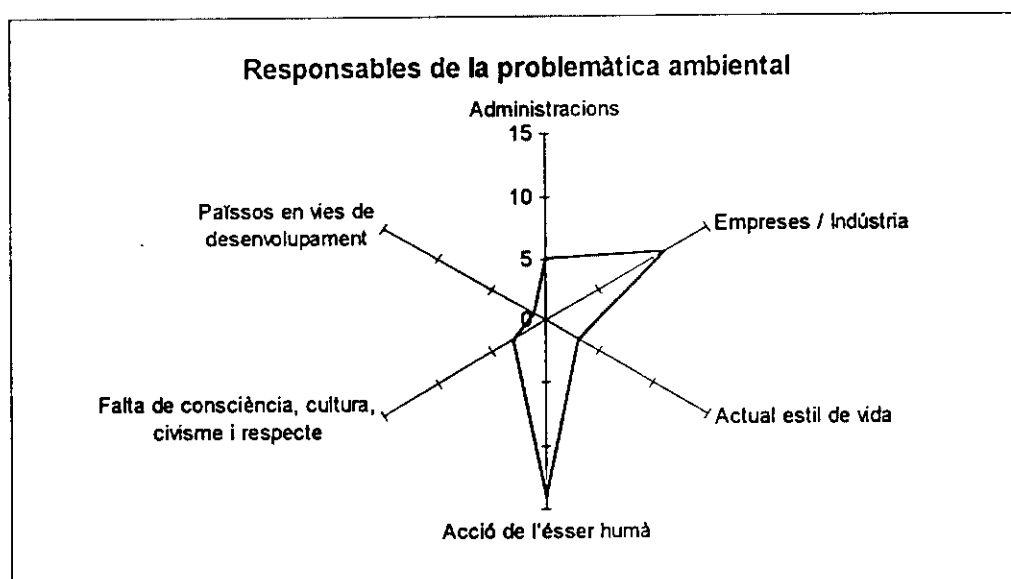 Responsables de la problemàtica ambiental
Administracions
15
10
5
0
Empreses / Indústria
Actual estil de vida
Acció de l'ésser humà
Falta de consciència, cultura,
civisme i respecte
Païssos en vies de
desenvolupament